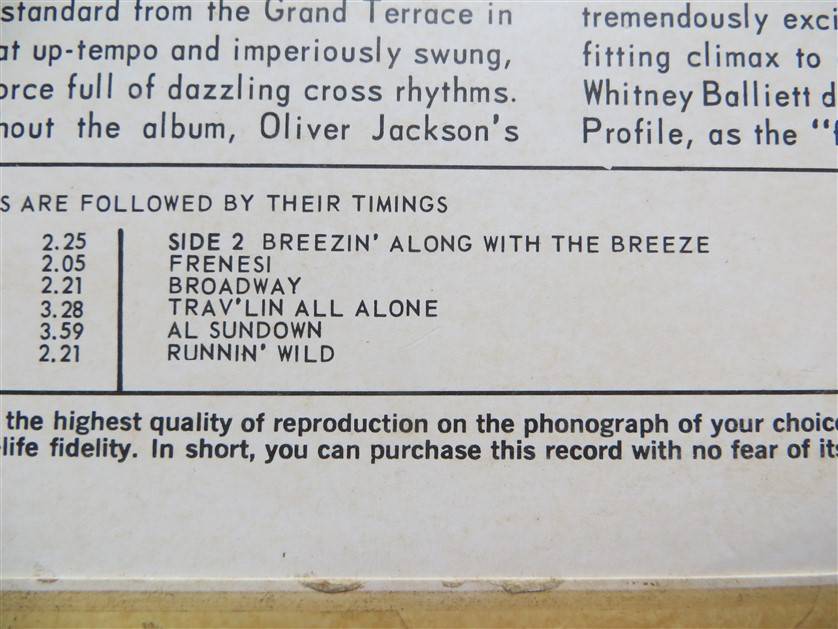 standard from the Grand Terrace in
at up-tempo and imperiously swung,
orce full of dazzling cross rhythms.
hout the album, Oliver Jackson's
tremendously exci
fitting climax to
Whitney Balliett d
Profile, as the "f
S ARE FOLLOWED BY THEIR TIMINGS
2.25
2.05
2.21
3.28
3.59
2.21
SIDE 2 BREEZIN' ALONG WITH THE BREEZE
FRENESI
BROADWAY
TRAV'LIN ALL ALONE
AL SUNDOWN
RUNNIN' WILD
the highest quality of reproduction on the phonograph of your choice
life fidelity. In short, you can purchase this record with no fear of its